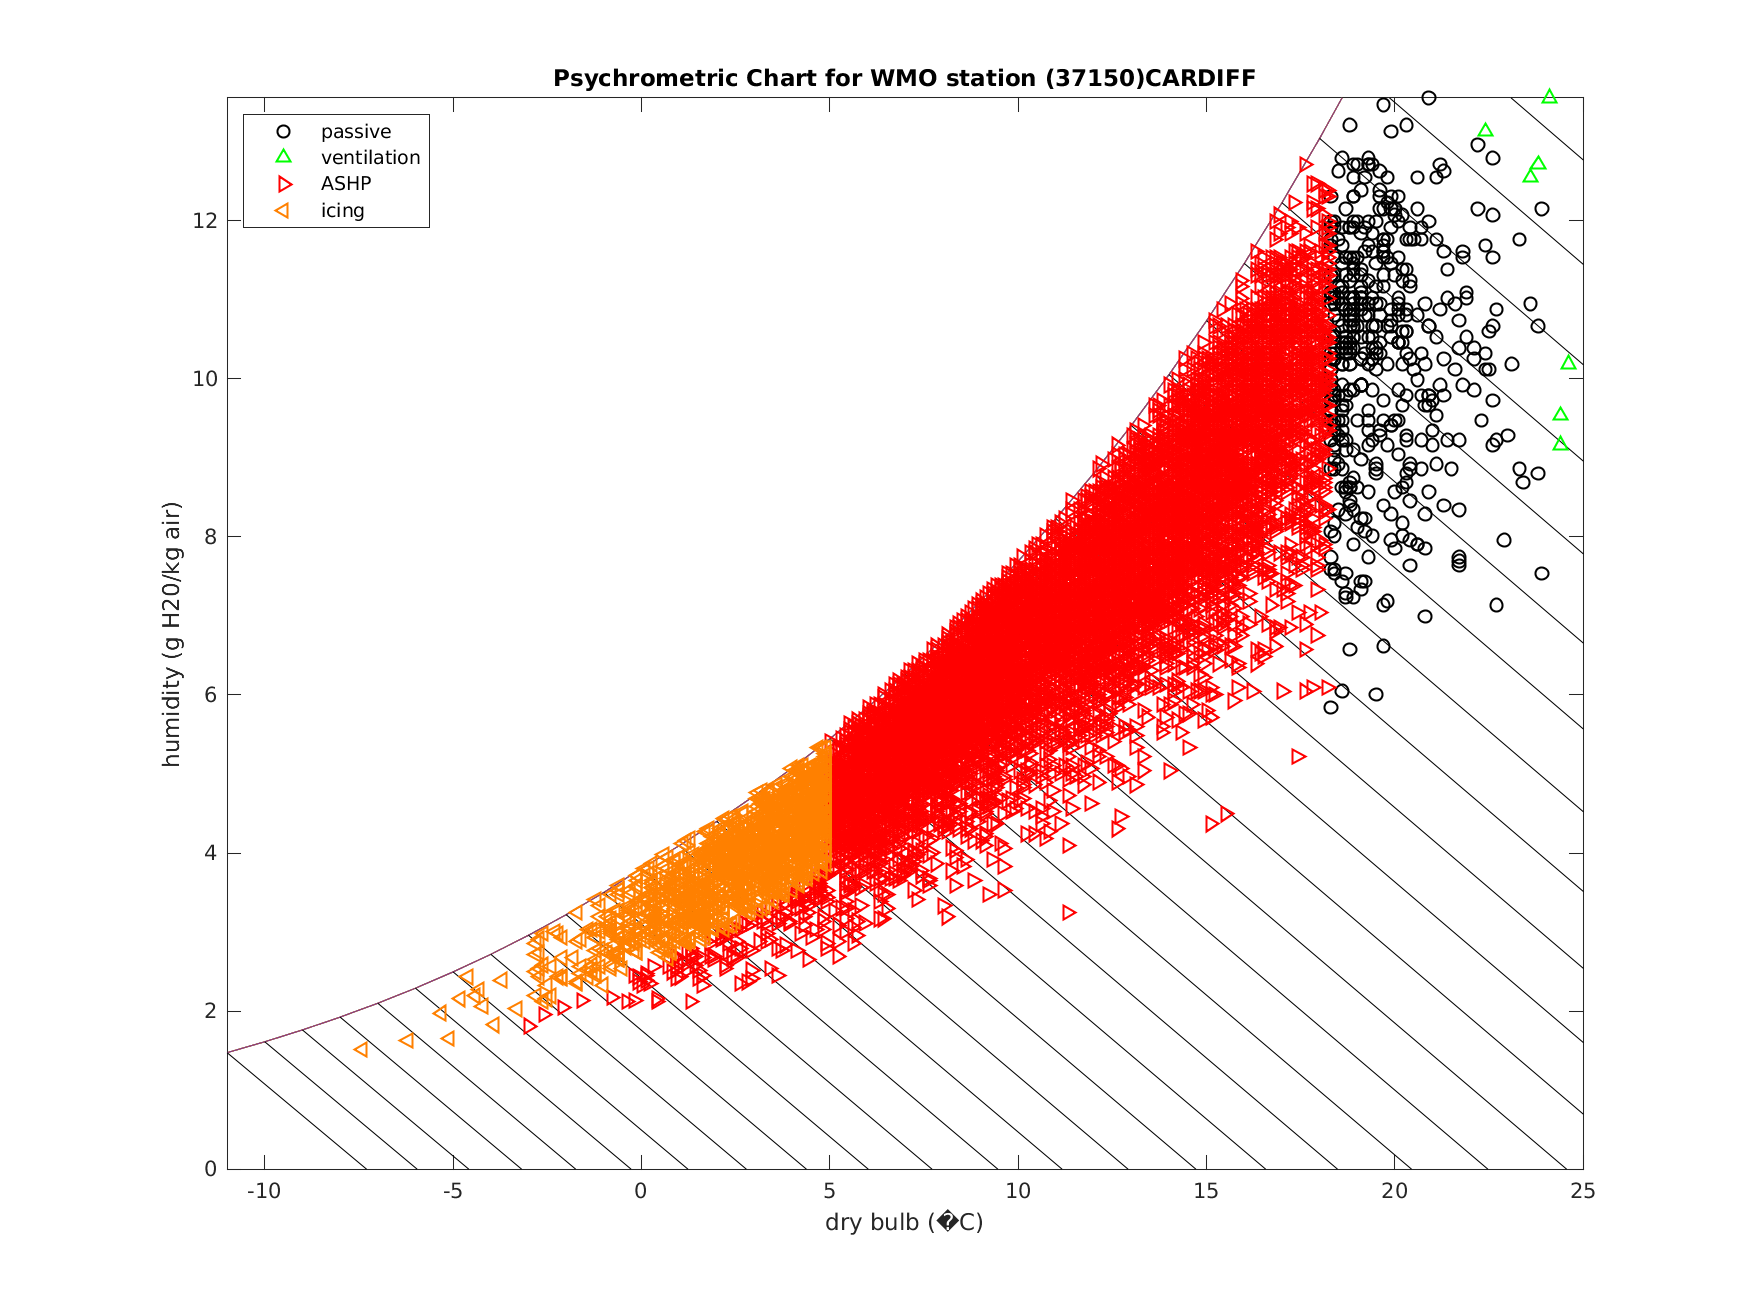 Psychrometric Chart for WMO station (37150)CARDIFF
passive
ventilation
ASHP
icing
12
10
8
6
4
2
0
humidity (g H20/kg air)
-10
-5
0
5
10
15
20
25
dry bulb (�C)